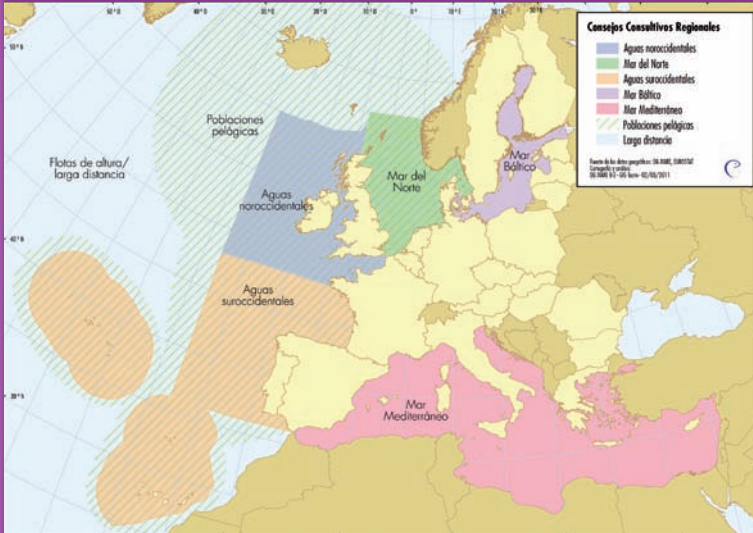 Consejos Consultivos Regionales
Aguas noroccidentales
Mar del Norte
Aguas suroccidentales
Mar Báltico
Mar Mediterráneo
Poblaciones pelágicas
Larga distancia
Poblaciones
pelágicas
Flotas de altura/
larga distancia
Aguas
noroccidentales
Mar del
Norte
Mar
Báltico
Aguas
suroccidentales
Mar
Mediterráneo